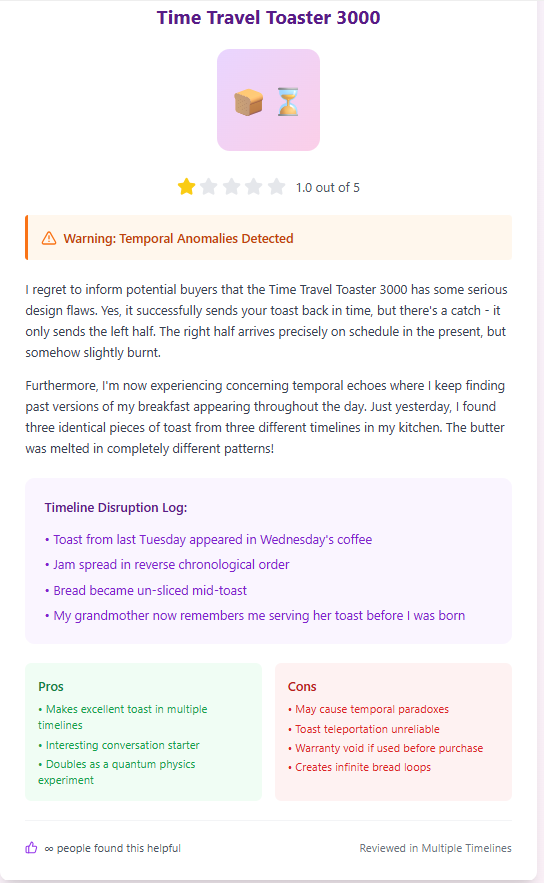 Time Travel Toaster 3000
1.0 out of 5
Warning: Temporal Anomalies Detected
I regret to inform potential buyers that the Time Travel Toaster 3000 has some serious
design flaws. Yes, it successfully sends your toast back in time, but there's a catch - it
only sends the left half. The right half arrives precisely on schedule in the present, but
somehow slightly burnt.
Furthermore, I'm now experiencing concerning temporal echoes where I keep finding
past versions of my breakfast appearing throughout the day. Just yesterday, I found
three identical pieces of toast from three different timelines in my kitchen. The butter
was melted in completely different patterns!
Timeline Disruption Log:
• Toast from last Tuesday appeared in Wednesday's coffee
• Jam spread in reverse chronological order
• Bread became un-sliced mid-toast
• My grandmother now remembers me serving her toast before I was born
Pros
• Makes excellent toast in multiple
timelines
• Interesting conversation starter
• Doubles as a quantum physics
experiment
Cons
• May cause temporal paradoxes
• Toast teleportation unreliable
• Warranty void if used before purchase
• Creates infinite bread loops
∞ people found this helpful
Reviewed in Multiple Timelines